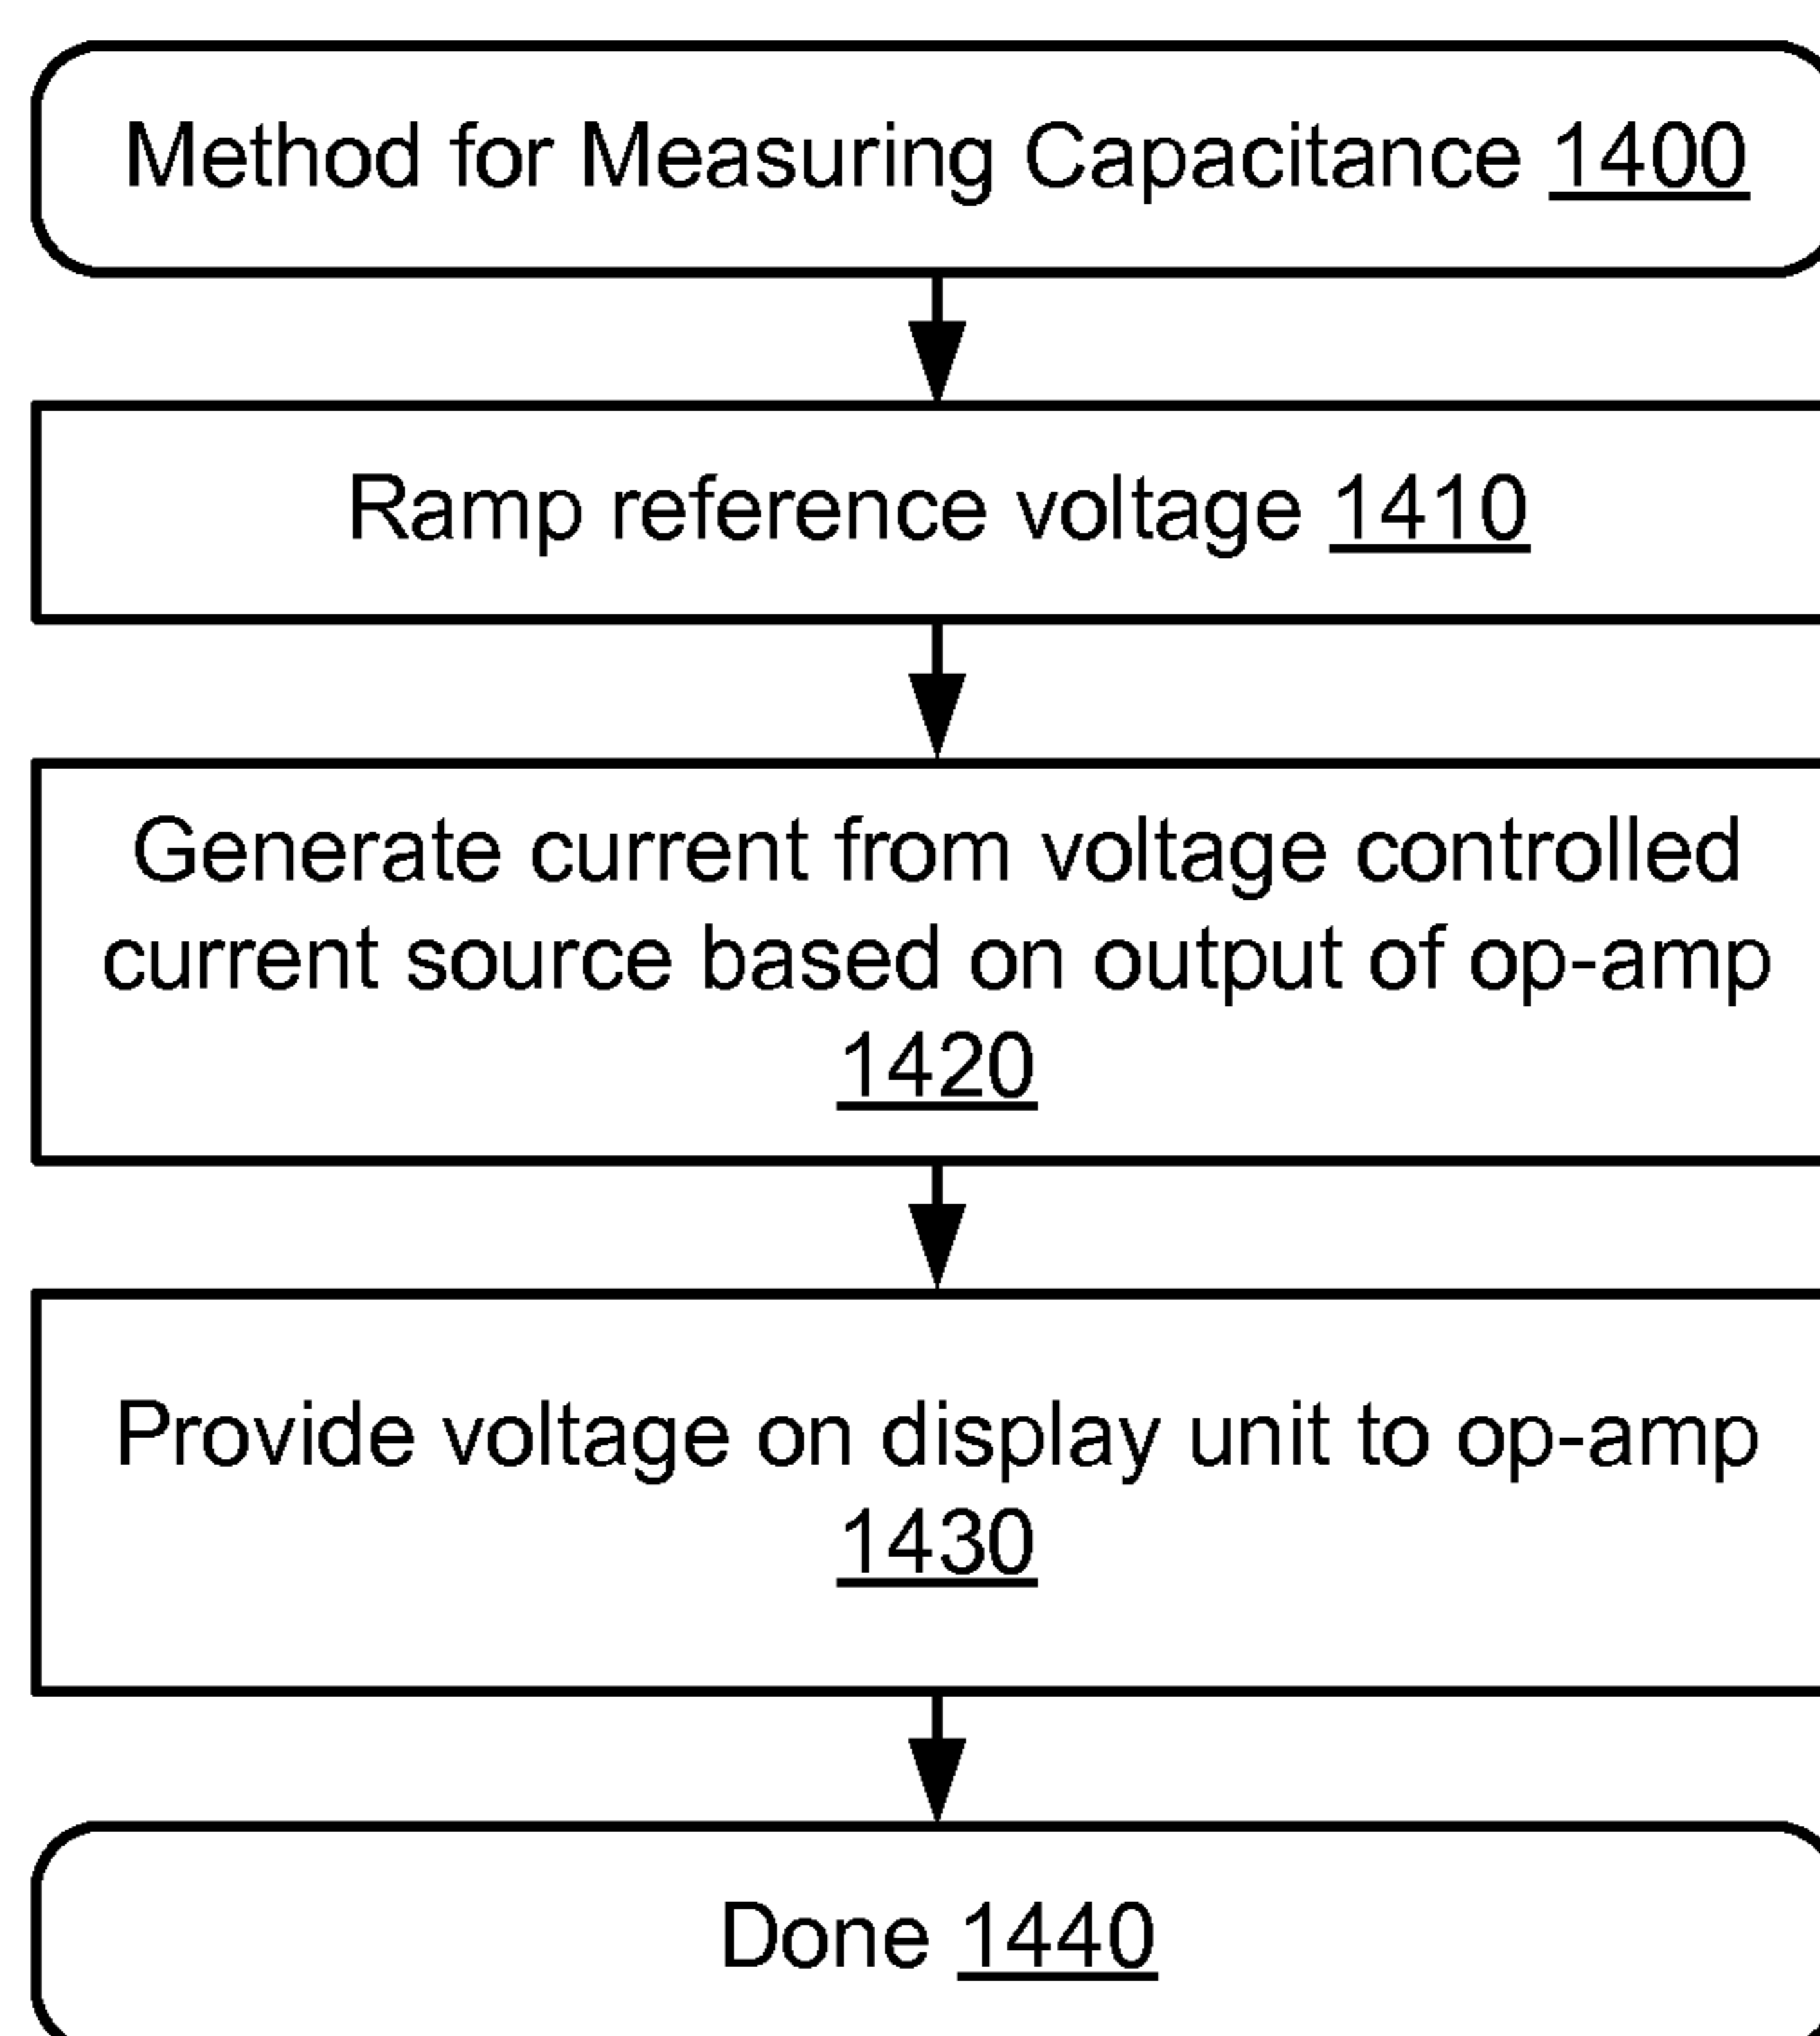 Method for Measuring Capacitance 1400
Ramp reference voltage 1410
Generate current from voltage controlled
current source based on output of op-amp
1420
Provide voltage on display unit to op-amp
1430
Done 1440